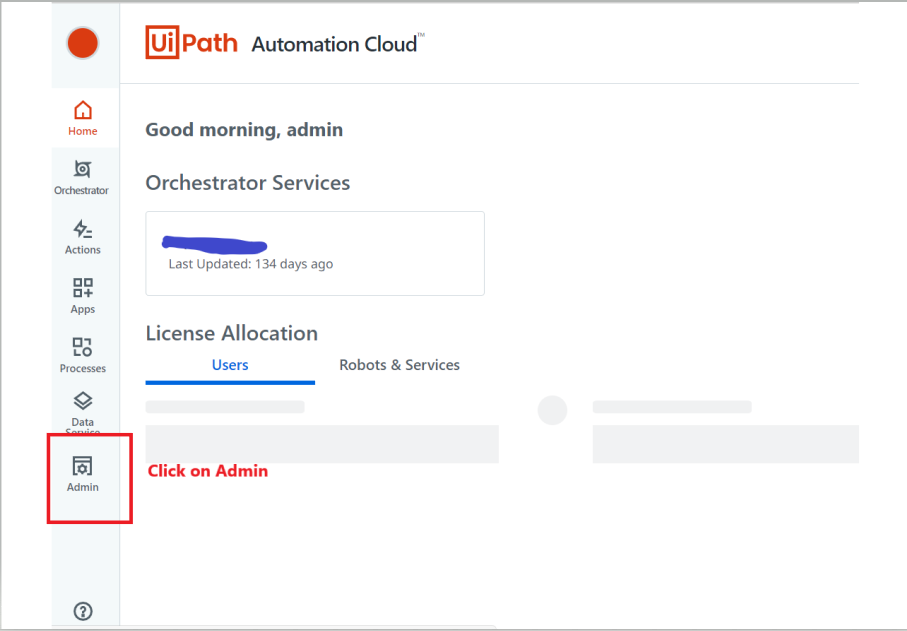 UiPath Automation Cloud™
Home
Orchestrator
Actions
Apps
Processes
Data
Service
Admin
Good morning, admin
Orchestrator Services
Last Updated: 134 days ago
License Allocation
Users
Robots & Services
Click on Admin
?